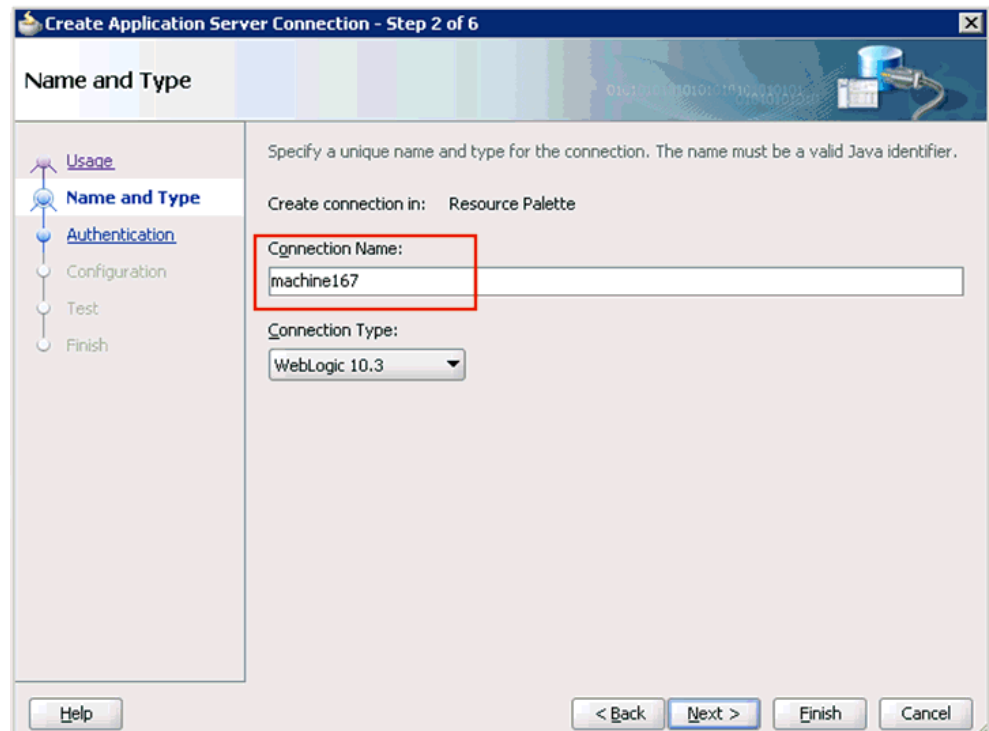 Create Application Server Connection - Step 2 of 6
Name and Type
Usage
Name and Type
Authentication
Configuration
Test
Finish
Specify a unique name and type for the connection. The name must be a valid Java identifier.
Create connection in: Resource Palette
Connection Name:
machine167
Connection Type:
WebLogic 10.3
Help
< Back
Next >
Finish
Cancel